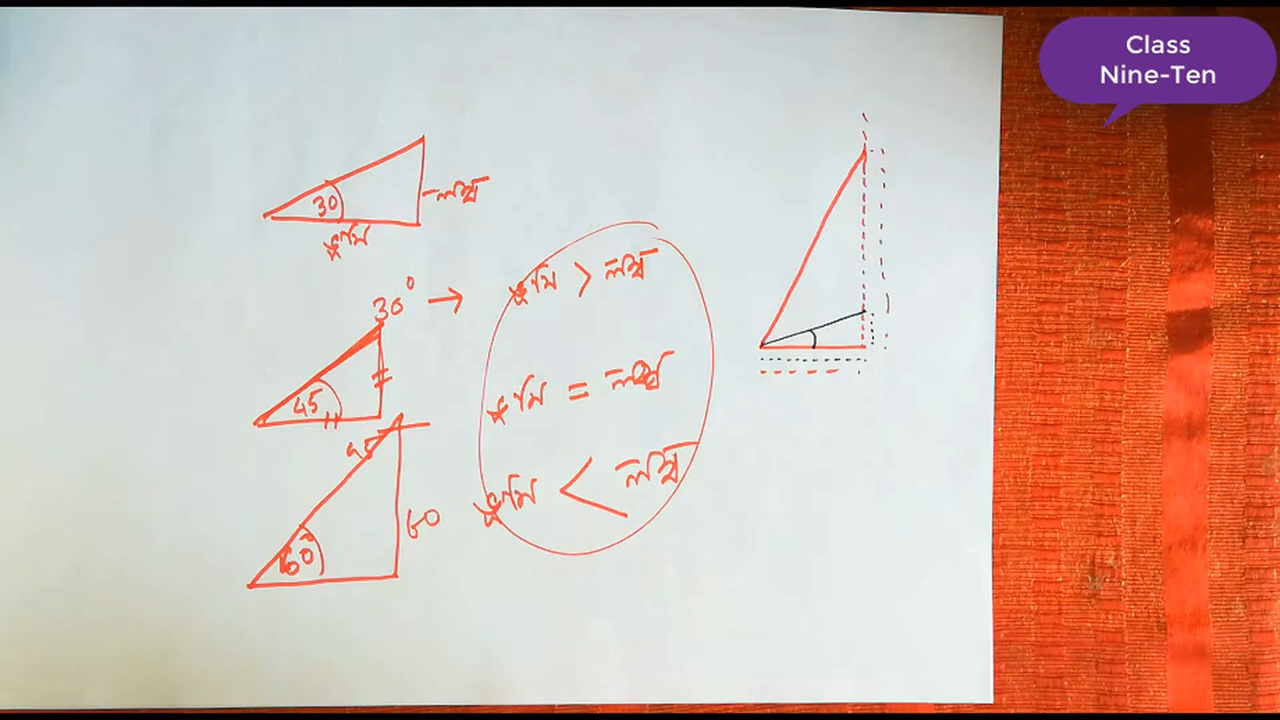 Class
Nine-Ten
30
লম্ব
ভূমি
30° →
ভূমি > লম্ব
45
ভূমি = লম্ব
45
60
ভূমি < লম্ব
60°